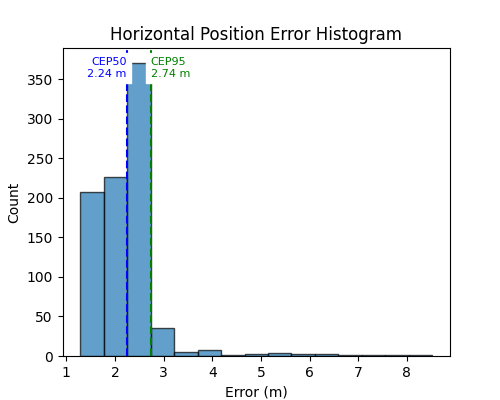 Horizontal Position Error Histogram
CEP50
2.24 m
CEP95
2.74 m
350
300
250
200
150
100
50
0
Count
1 2 3 4 5 6 7 8
Error (m)